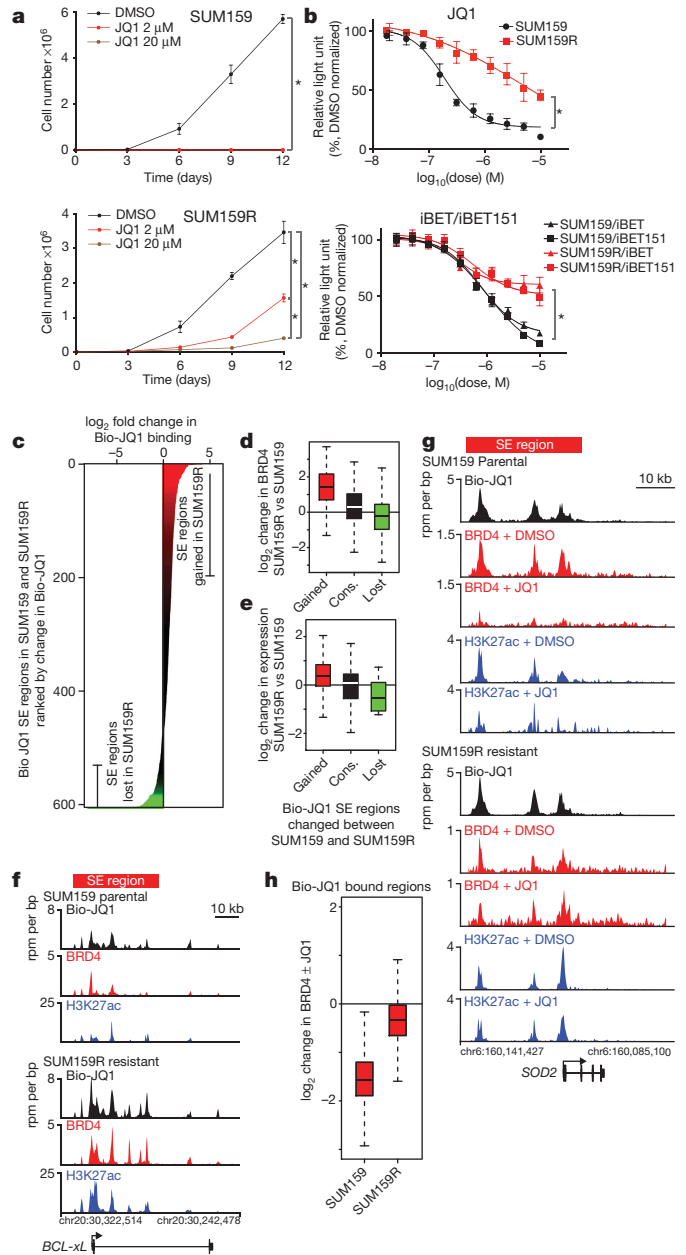 a
SUM159
DMSO
JQ1 2 μM
JQ1 20 μM
Cell number ×10⁶
6
4
2
0
*
0 3 6 9 12
Time (days)
SUM159R
DMSO
JQ1 2 μM
JQ1 20 μM
Cell number ×10⁶
4
3
2
1
0
* * *
0 3 6 9 12
Time (days)
b
JQ1
SUM159
SUM159R
Relative light unit
(%, DMSO normalized)
100
50
0
*
−8 −7 −6 −5
log₁₀(dose) (M)
iBET/iBET151
SUM159/iBET
SUM159/iBET151
SUM159R/iBET
SUM159R/iBET151
Relative light unit
(%, DMSO normalized)
100
50
0
*
−8 −7 −6 −5
log₁₀(dose, M)
c
log₂ fold change in
Bio-JQ1 binding
−5 0 5
Bio JQ1 SE regions in SUM159 and SUM159R
ranked by change in Bio-JQ1
0
200
400
600
SE regions
gained in SUM159R
SE regions
lost in SUM159R
d
log₂ change in BRD4
SUM159R vs SUM159
2
0
−2
Gained
Cons.
Lost
e
log₂ change in expression
SUM159R vs SUM159
2
0
−2
Gained
Cons.
Lost
Bio-JQ1 SE regions
changed between
SUM159 and SUM159R
f
SE region
SUM159 parental
10 kb
rpm per bp
8
Bio-JQ1
8
BRD4
25
H3K27ac
SUM159R resistant
rpm per bp
8
Bio-JQ1
8
BRD4
25
H3K27ac
chr20:30,322,514
chr20:30,242,478
BCL-xL
g
SE region
SUM159 Parental
10 kb
rpm per bp
5
Bio-JQ1
1.5
BRD4 + DMSO
1.5
BRD4 + JQ1
4
H3K27ac + DMSO
4
H3K27ac + JQ1
SUM159R resistant
rpm per bp
5
Bio-JQ1
1
BRD4 + DMSO
1
BRD4 + JQ1
4
H3K27ac + DMSO
4
H3K27ac + JQ1
chr6:160,141,427
chr6:160,085,100
SOD2
h
Bio-JQ1 bound regions
log₂ change in BRD4 ± JQ1
2
0
−2
SUM159
SUM159R